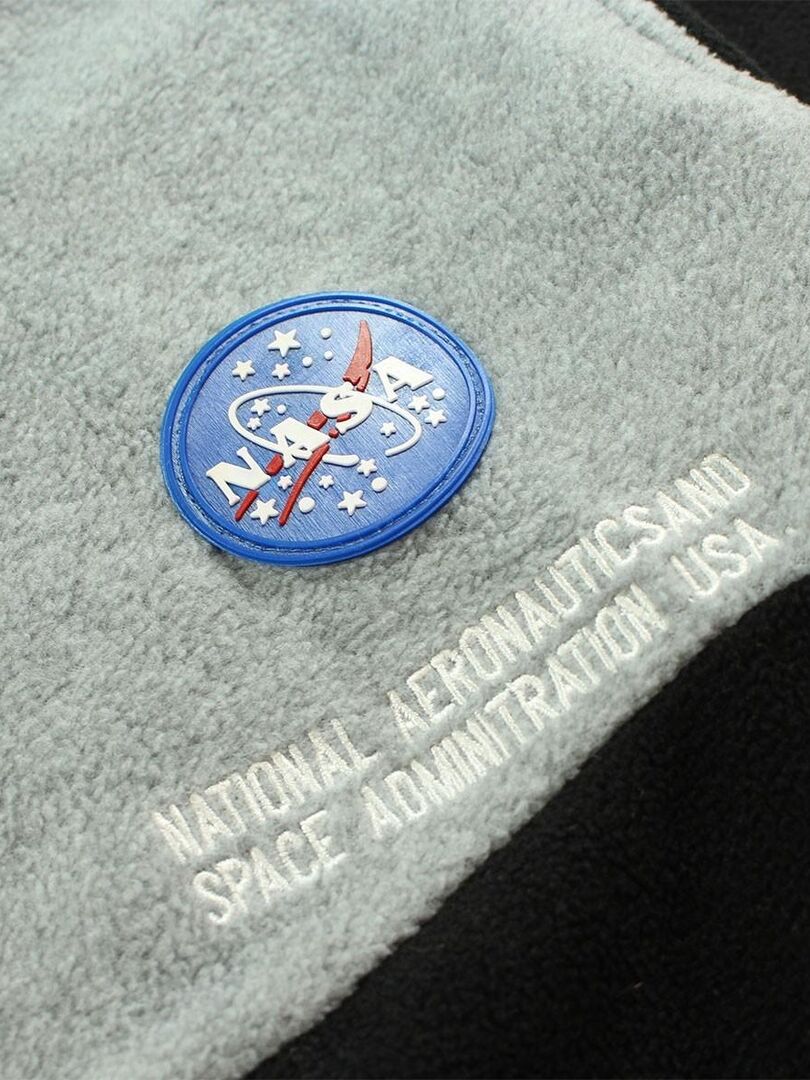 NASA
NATIONAL AERONAUTICSAND
SPACE ADMINITRATION USA